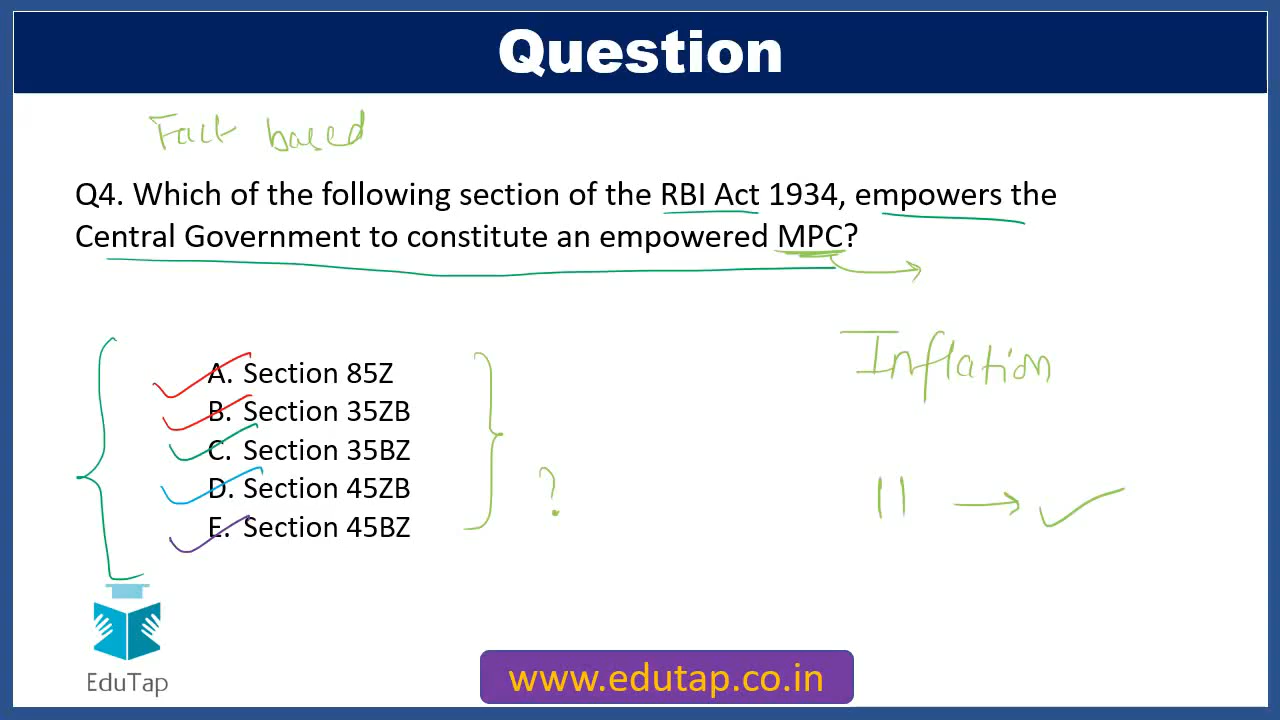 Question
Fact based
Q4. Which of the following section of the RBI Act 1934, empowers the
Central Government to constitute an empowered MPC?
Inflation
A. Section 85Z
B. Section 35ZB
C. Section 35BZ
D. Section 45ZB
E. Section 45BZ
?
EduTap
www.edutap.co.in